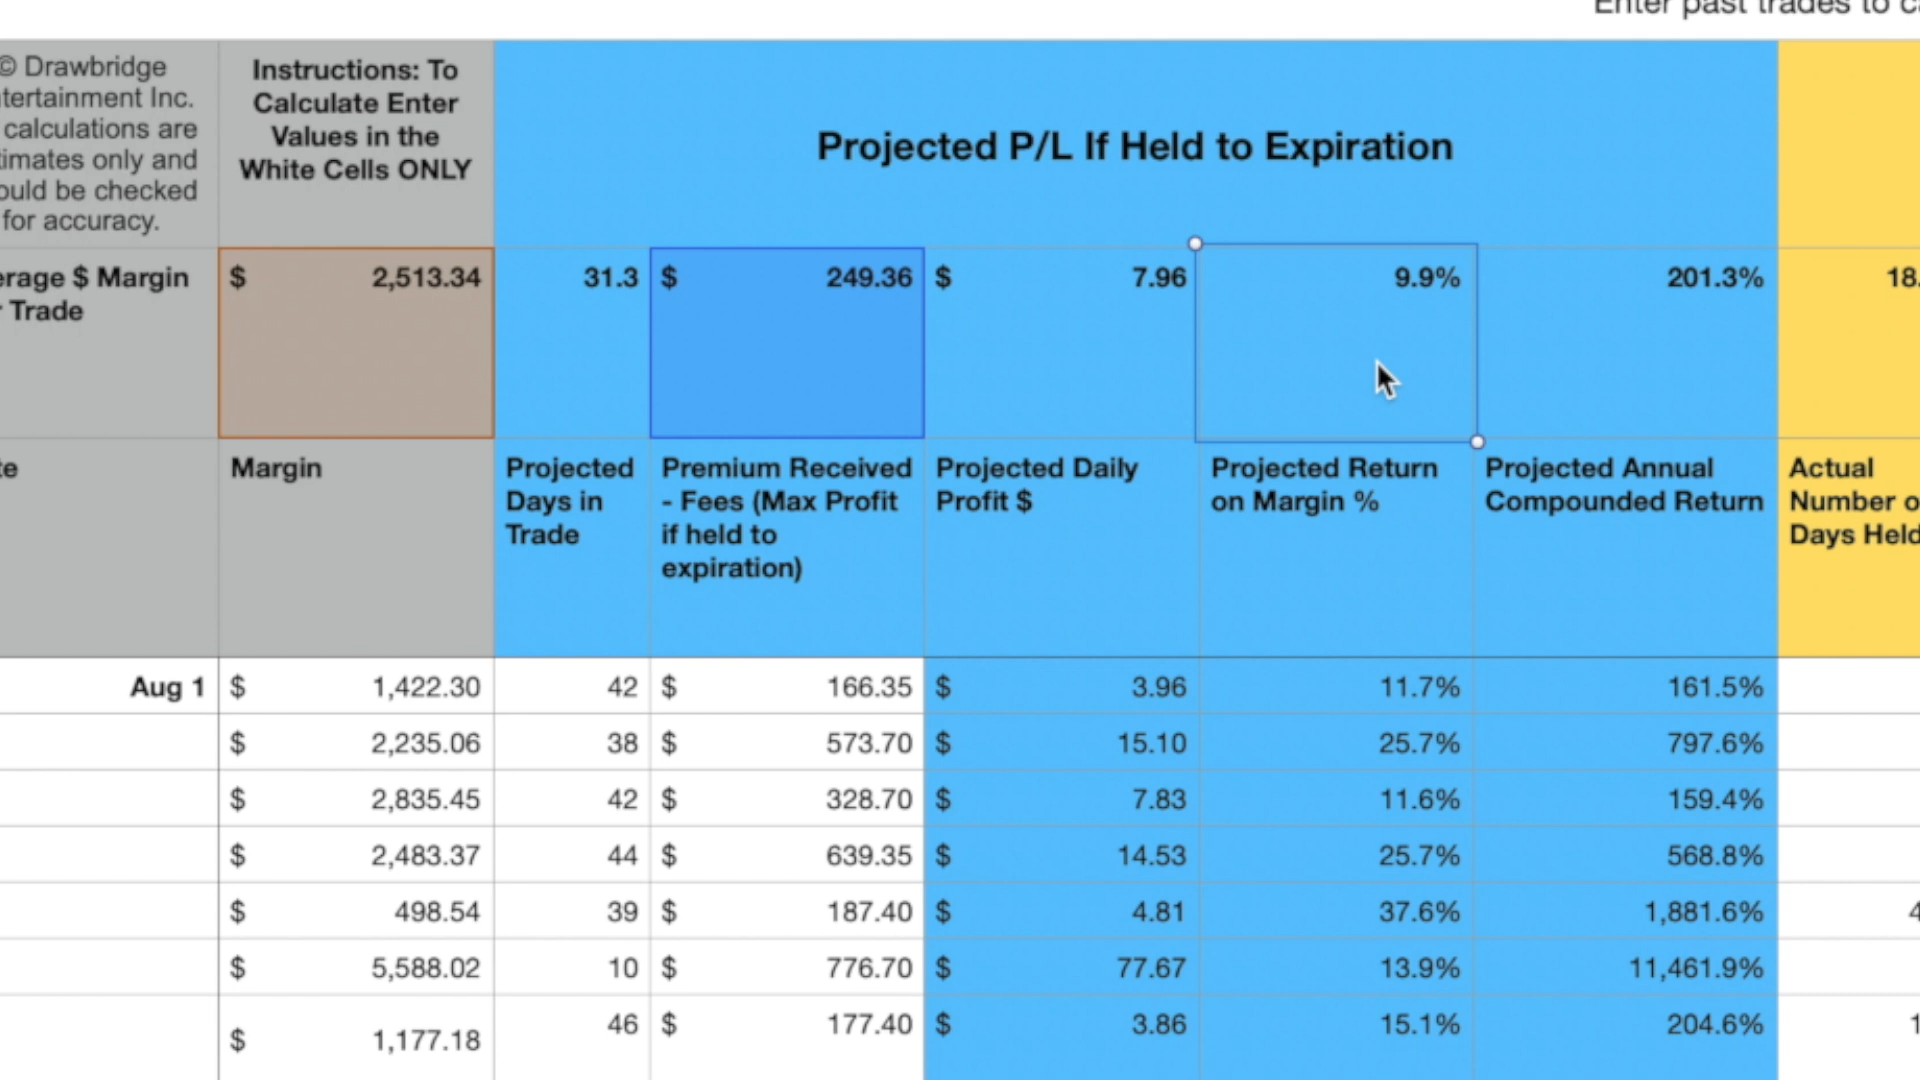 Enter past trades to
© Drawbridge
tertainment Inc.
calculations are
timates only and
ould be checked
for accuracy.
Instructions: To
Calculate Enter
Values in the
White Cells ONLY
Projected P/L If Held to Expiration
erage $ Margin
Trade
$ 2,513.34 31.3 $ 249.36 $ 7.96 9.9% 201.3% 18.
te
Margin
Projected
Days in
Trade
Premium Received
- Fees (Max Profit
if held to
expiration)
Projected Daily
Profit $
Projected Return
on Margin %
Projected Annual
Compounded Return
Actual
Number o
Days Held
Aug 1 $ 1,422.30 42 $ 166.35 $ 3.96 11.7% 161.5%
$ 2,235.06 38 $ 573.70 $ 15.10 25.7% 797.6%
$ 2,835.45 42 $ 328.70 $ 7.83 11.6% 159.4%
$ 2,483.37 44 $ 639.35 $ 14.53 25.7% 568.8%
$ 498.54 39 $ 187.40 $ 4.81 37.6% 1,881.6% 4
$ 5,588.02 10 $ 776.70 $ 77.67 13.9% 11,461.9%
$ 1,177.18 46 $ 177.40 $ 3.86 15.1% 204.6% 1